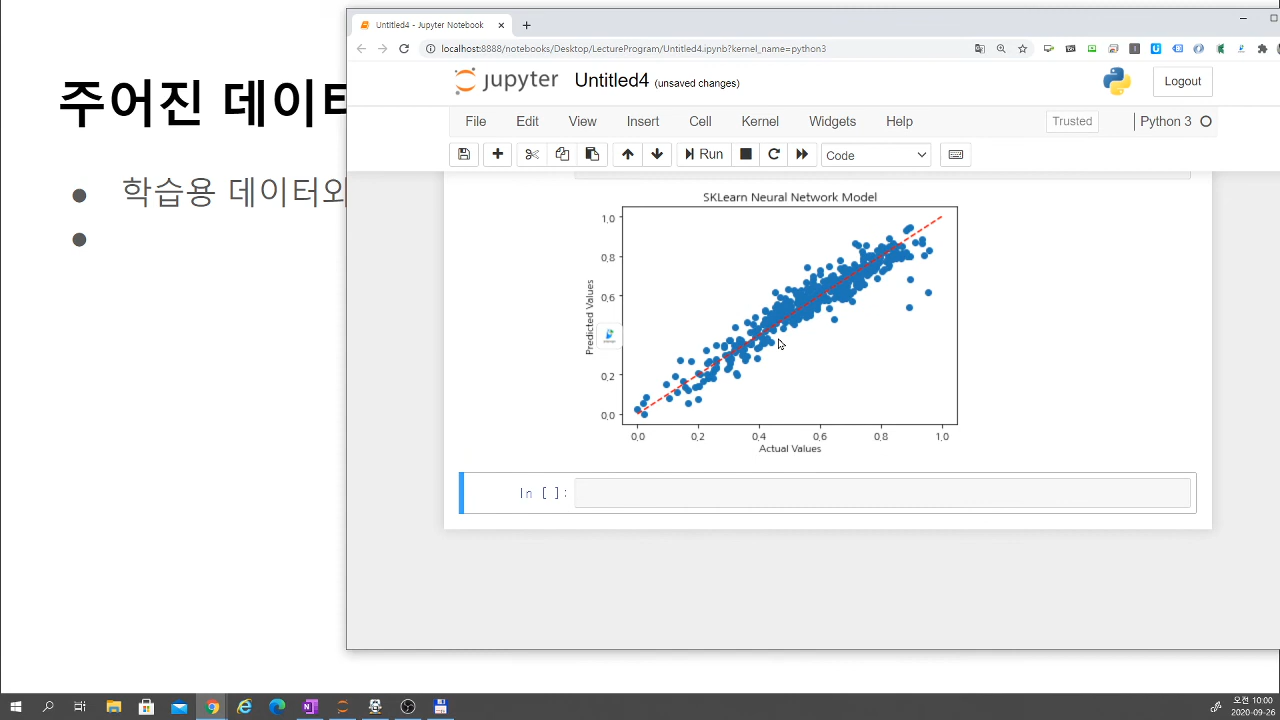 Untitled4 - Jupyter Notebook
localhost:8888/notebooks/Desktop/LectureProgram/Untitled4.ipynb?kernel_name=python3
jupyter Untitled4 (unsaved changes)
Logout
File Edit View Insert Cell Kernel Widgets Help
Trusted
Python 3
Run
Code
주어진 데이터
학습용 데이터와
SKLearn Neural Network Model
1,0
0,8
0,6
0,2
0,0
Predicted Values
0,0 0,2 0,4 0,6 0,8 1,0
Actual Values
In [ ]:
오전 10:00
2020-09-26